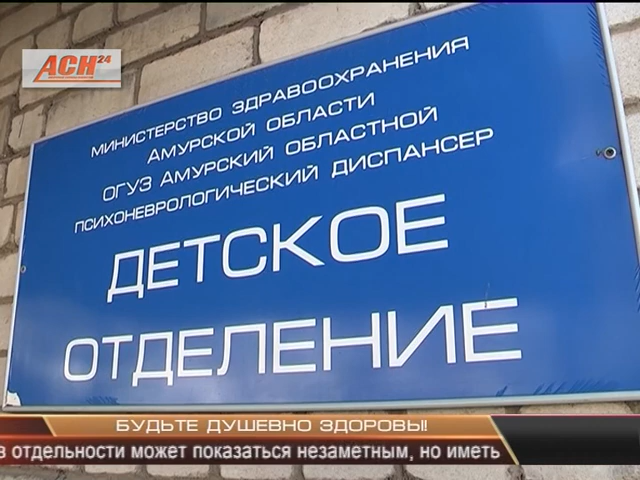 АСН24
МИНИСТЕРСТВО ЗДРАВООХРАНЕНИЯ
АМУРСКОЙ ОБЛАСТИ
ОГУЗ АМУРСКИЙ ОБЛАСТНОЙ
ПСИХОНЕВРОЛОГИЧЕСКИЙ ДИСПАНСЕР
ДЕТСКОЕ
ОТДЕЛЕНИЕ
БУДЬТЕ ДУШЕВНО ЗДОРОВЫ!
в отдельности может показаться незаметным, но иметь